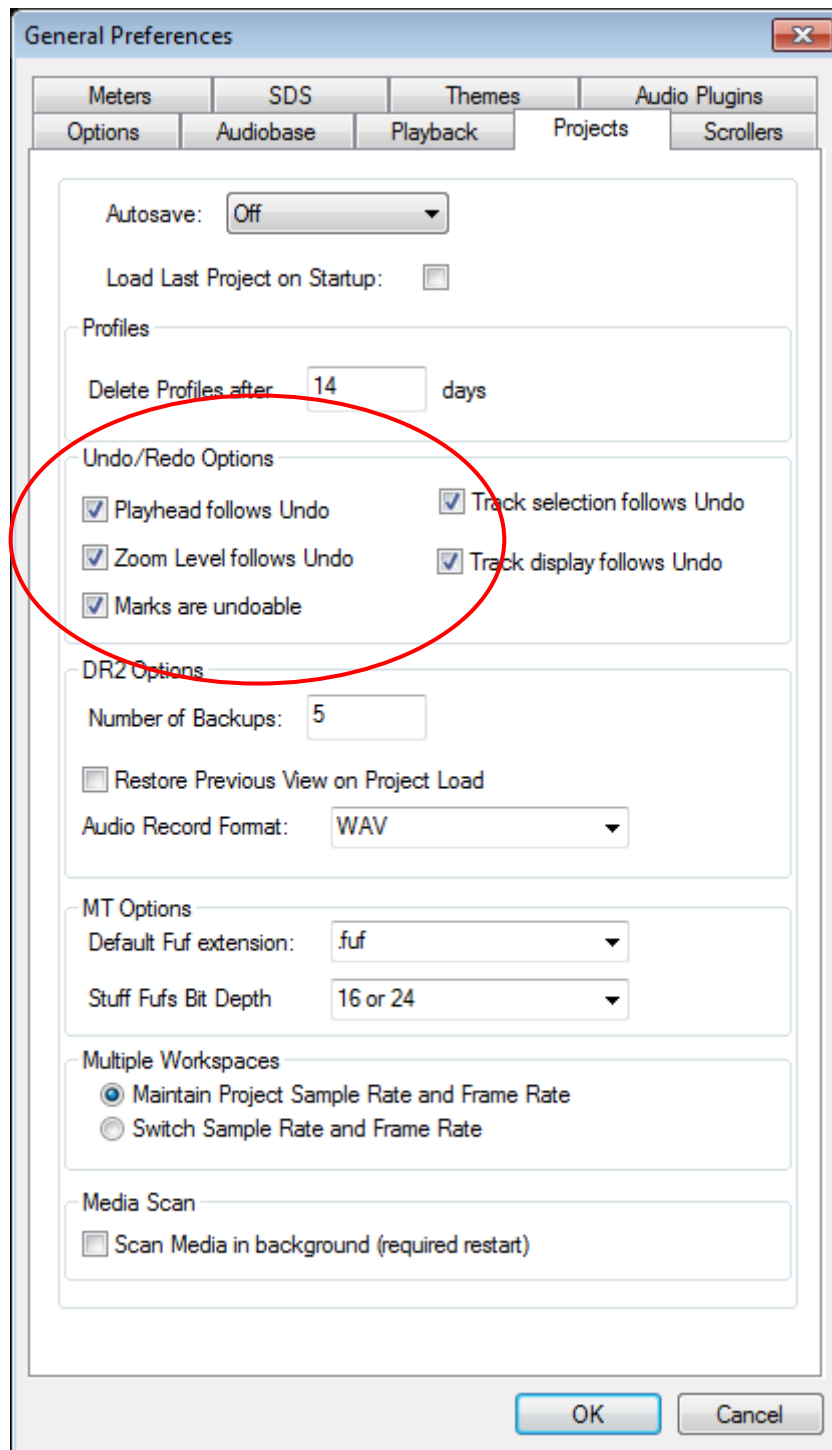 General Preferences
Meters SDS Themes Audio Plugins
Options Audiobase Playback Projects Scrollers
Autosave: Off
Load Last Project on Startup:
Profiles
Delete Profiles after 14 days
Undo/Redo Options
Playhead follows Undo Track selection follows Undo
Zoom Level follows Undo Track display follows Undo
Marks are undoable
DR2 Options
Number of Backups: 5
Restore Previous View on Project Load
Audio Record Format: WAV
MT Options
Default Fuf extension: .fuf
Stuff Fufs Bit Depth 16 or 24
Multiple Workspaces
Maintain Project Sample Rate and Frame Rate
Switch Sample Rate and Frame Rate
Media Scan
Scan Media in background (required restart)
OK Cancel